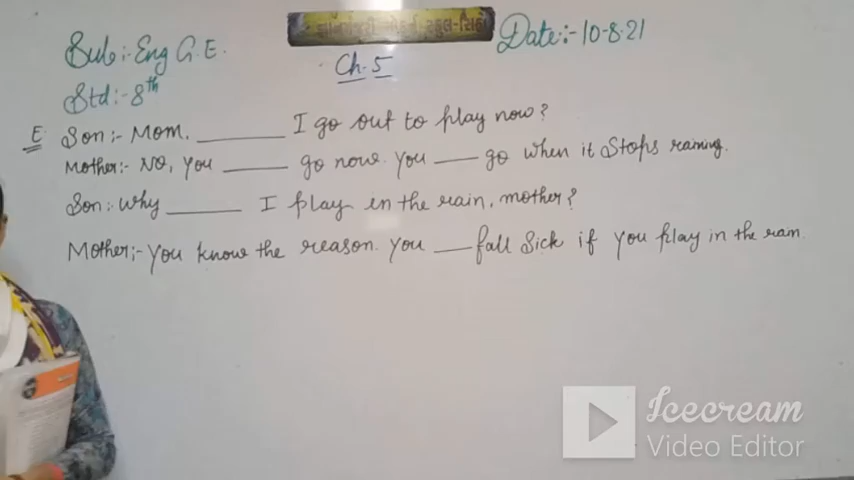 Sub:- Eng G.E.
Date:- 10-8-21
Ch. 5
Std:- 8th
E Son:- Mom, ______ I go out to play now?
Mother:- No, you ______ go now. You ____ go when it stops raining.
Son:- Why ______ I play in the rain, mother?
Mother:- You know the reason. You ___ fall sick if you play in the rain.
Icecream
Video Editor